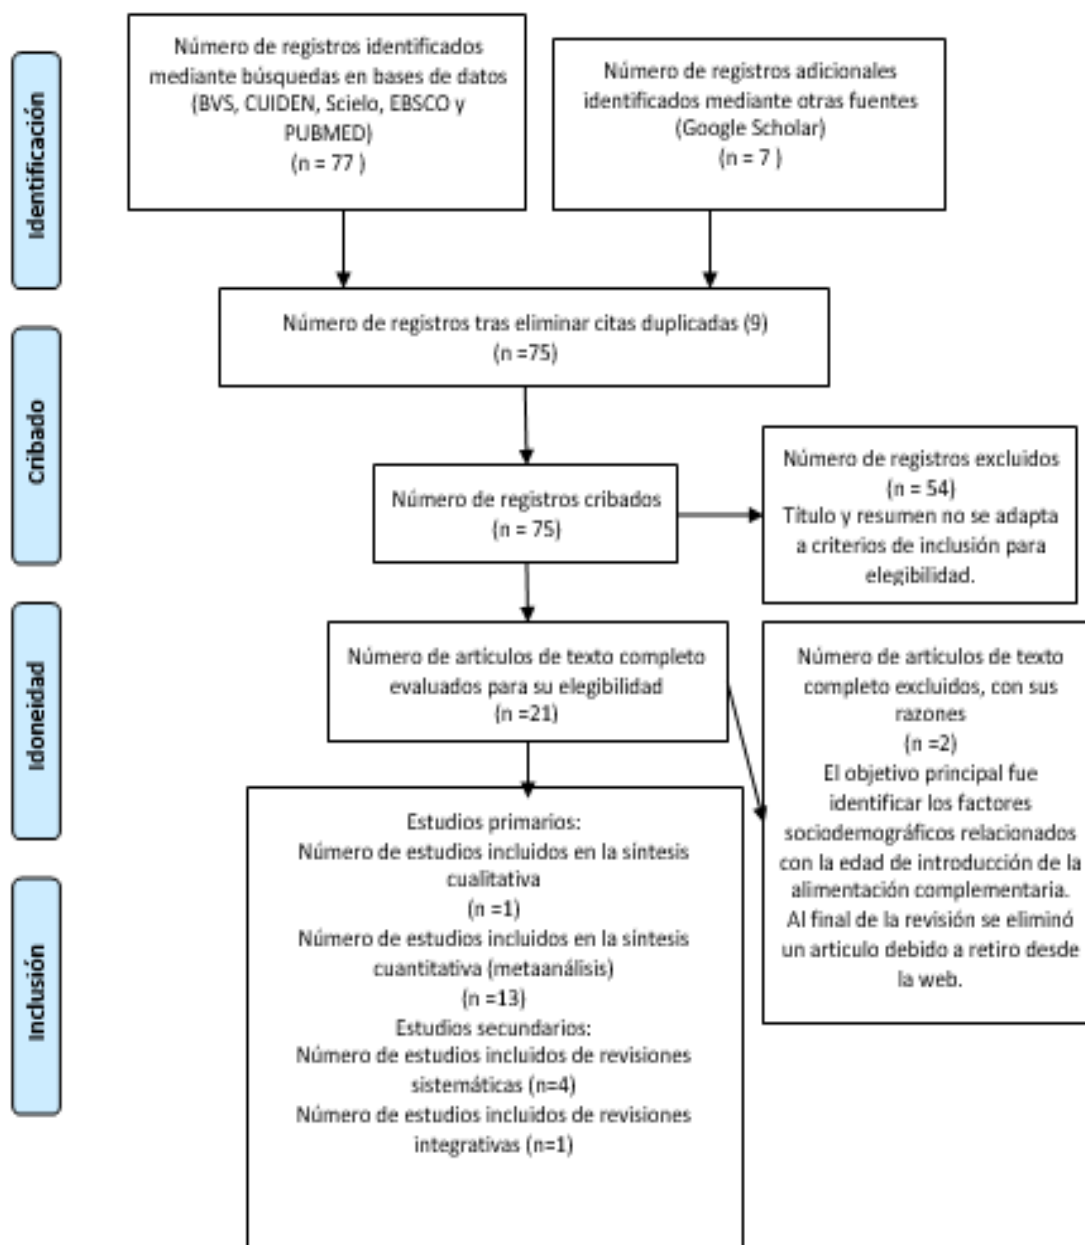 Identificación
Número de registros identificados
mediante búsquedas en bases de datos
(BVS, CUIDEN, Scielo, EBSCO y
PUBMED)
(n = 77 )
Número de registros adicionales
identificados mediante otras fuentes
(Google Scholar)
(n = 7 )
Número de registros tras eliminar citas duplicadas (9)
(n =75)
Cribado
Número de registros cribados
(n = 75)
Número de registros excluidos
(n = 54)
Título y resumen no se adapta
a criterios de inclusión para
elegibilidad.
Idoneidad
Número de artículos de texto completo
evaluados para su elegibilidad
(n =21)
Número de artículos de texto
completo excluidos, con sus
razones
(n =2)
El objetivo principal fue
identificar los factores
sociodemográficos relacionados
con la edad de introducción de la
alimentación complementaria.
Al final de la revisión se eliminó
un articulo debido a retiro desde
la web.
Inclusión
Estudios primarios:
Número de estudios incluidos en la síntesis
cualitativa
(n =1)
Número de estudios incluidos en la síntesis
cuantitativa (metaanálisis)
(n =13)
Estudios secundarios:
Número de estudios incluidos de revisiones
sistemáticas (n=4)
Número de estudios incluidos de revisiones
integrativas (n=1)